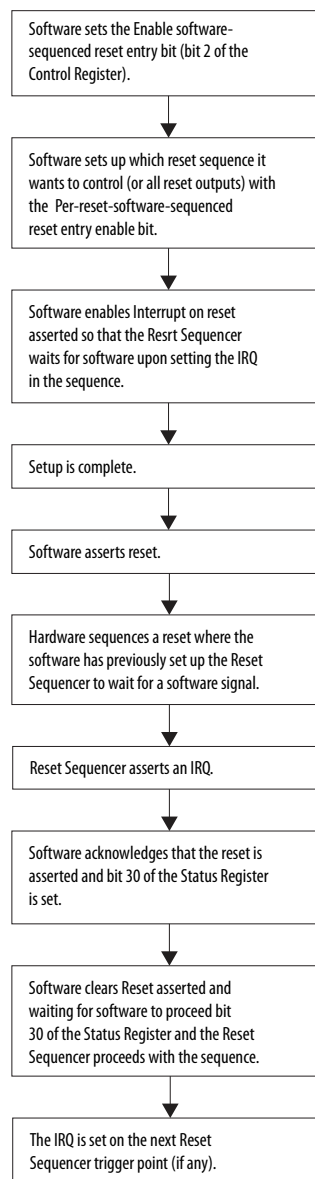 Software sets the Enable software-
sequenced reset entry bit (bit 2 of the
Control Register).
Software sets up which reset sequence it
wants to control (or all reset outputs) with
the Per-reset-software-sequenced
reset entry enable bit.
Software enables Interrupt on reset
asserted so that the Resrt Sequencer
waits for software upon setting the IRQ
in the sequence.
Setup is complete.
Software asserts reset.
Hardware sequences a reset where the
software has previously set up the Reset
Sequencer to wait for a software signal.
Reset Sequencer asserts an IRQ.
Software acknowledges that the reset is
asserted and bit 30 of the Status Register
is set.
Software clears Reset asserted and
waiting for software to proceed bit
30 of the Status Register and the Reset
Sequencer proceeds with the sequence.
The IRQ is set on the next Reset
Sequencer trigger point (if any).